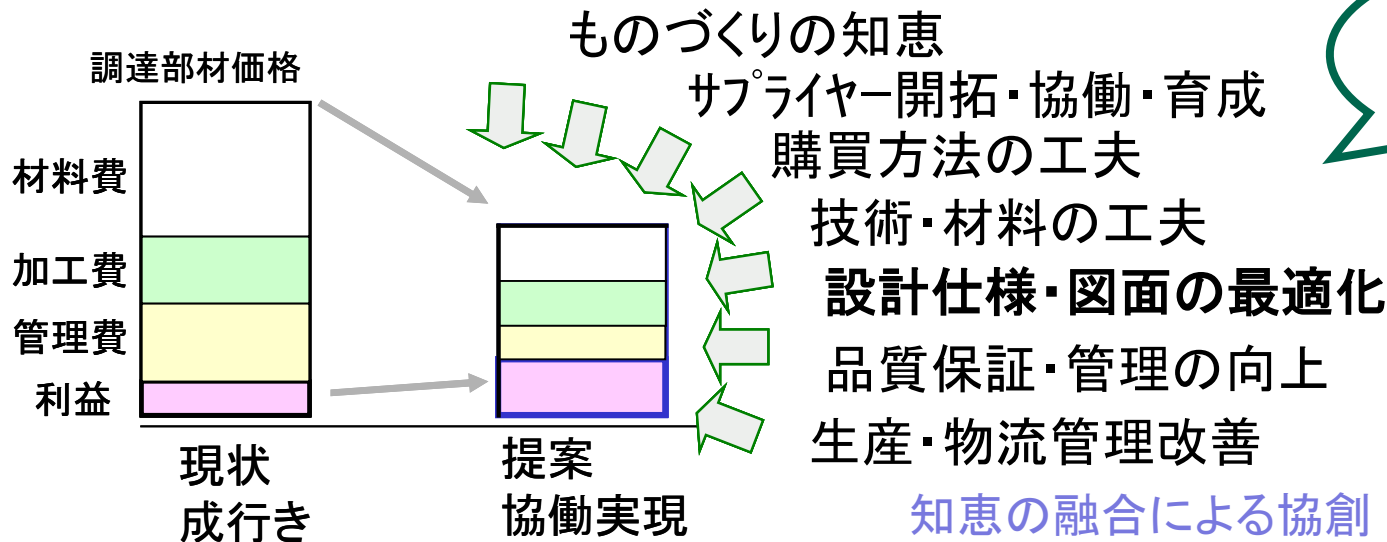 ものづくりの知恵
調達部材価格
サプライヤー開拓・協働・育成
購買方法の工夫
材料費
技術・材料の工夫
加工費
設計仕様・図面の最適化
管理費
品質保証・管理の向上
利益
生産・物流管理改善
現状
成行き
提案
協働実現
知恵の融合による協創